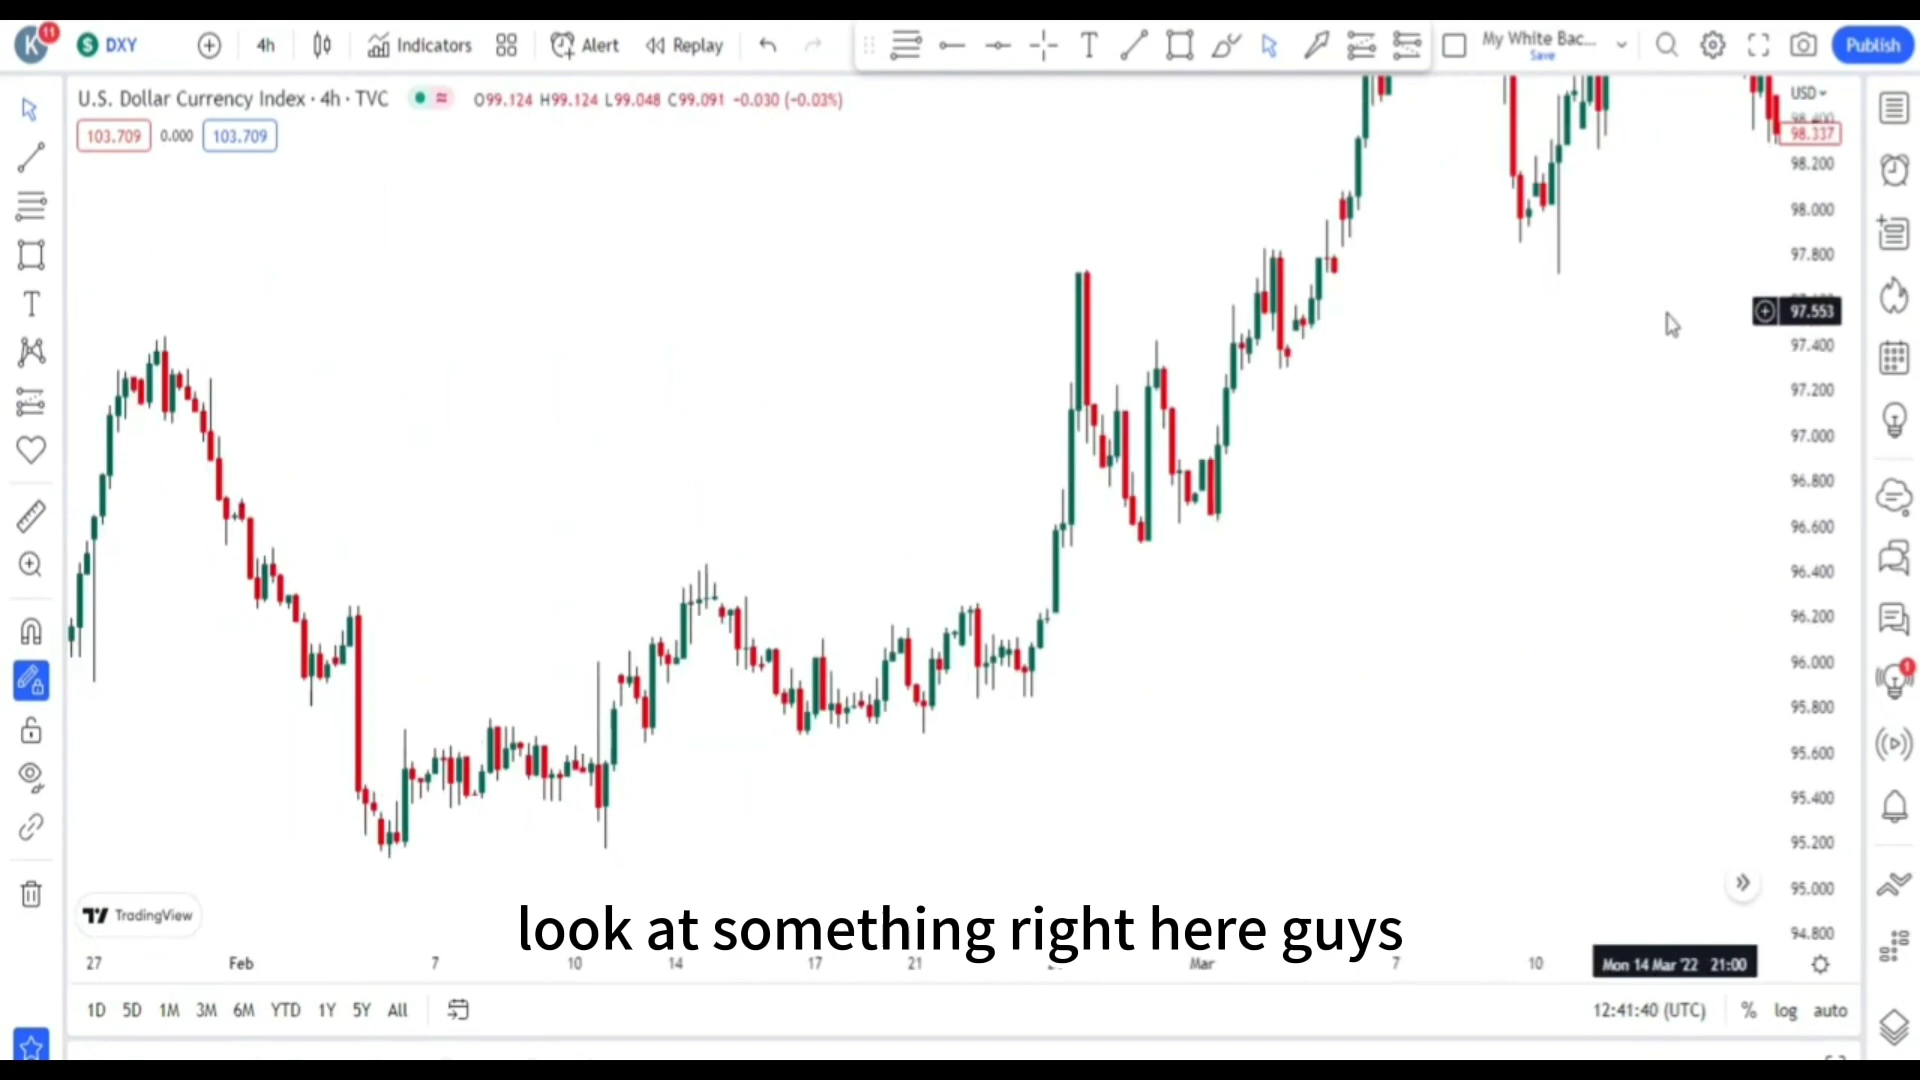 K 11 S DXY 4h Indicators Alert Replay T My White Bac... Save Publish
U.S. Dollar Currency Index · 4h · TVC O99.124 H99.124 L99.048 C99.091 −0.030 (−0.03%)
103.709 0.000 103.709
USD
98.337
98.200
98.000
97.800
97.553
97.400
97.200
97.000
96.800
96.600
96.400
96.200
96.000
95.800
95.600
95.400
95.200
95.000
94.800
T
1
TradingView
look at something right here guys
27 Feb 7 10 14 17 21 Mar 7 10 Mon 14 Mar '22 21:00
1D 5D 1M 3M 6M YTD 1Y 5Y All 12:41:40 (UTC) % log auto